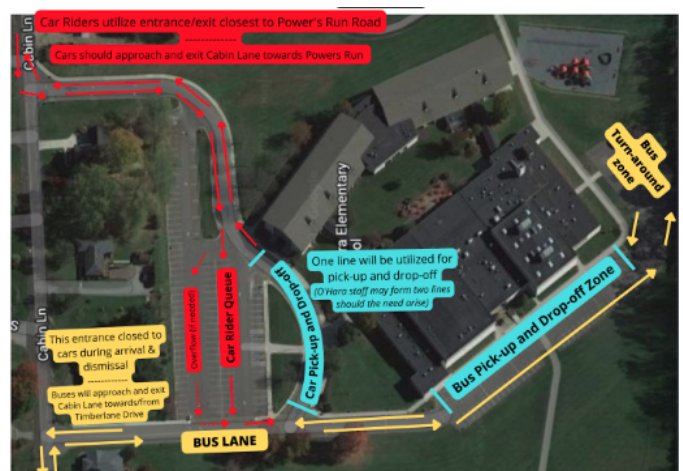 Cabin Ln
Car Riders utilize entrance/exit closest to Power's Run Road
-------------
Cars should approach and exit Cabin Lane towards Powers Run
Bus
Turn-around
zone
ra Elementary
ol
One line will be utilized for
pick-up and drop-off
(O'Hara staff may form two lines
should the need arise)
Car Pick-up and Drop-off
Bus Pick-up and Drop-off Zone
Overflow (if needed)
Car Rider Queue
S
Cabin Ln
This entrance closed to
cars during arrival &
dismissal
------------
Buses will approach and exit
Cabin Lane towards/from
Timberlane Drive
BUS LANE